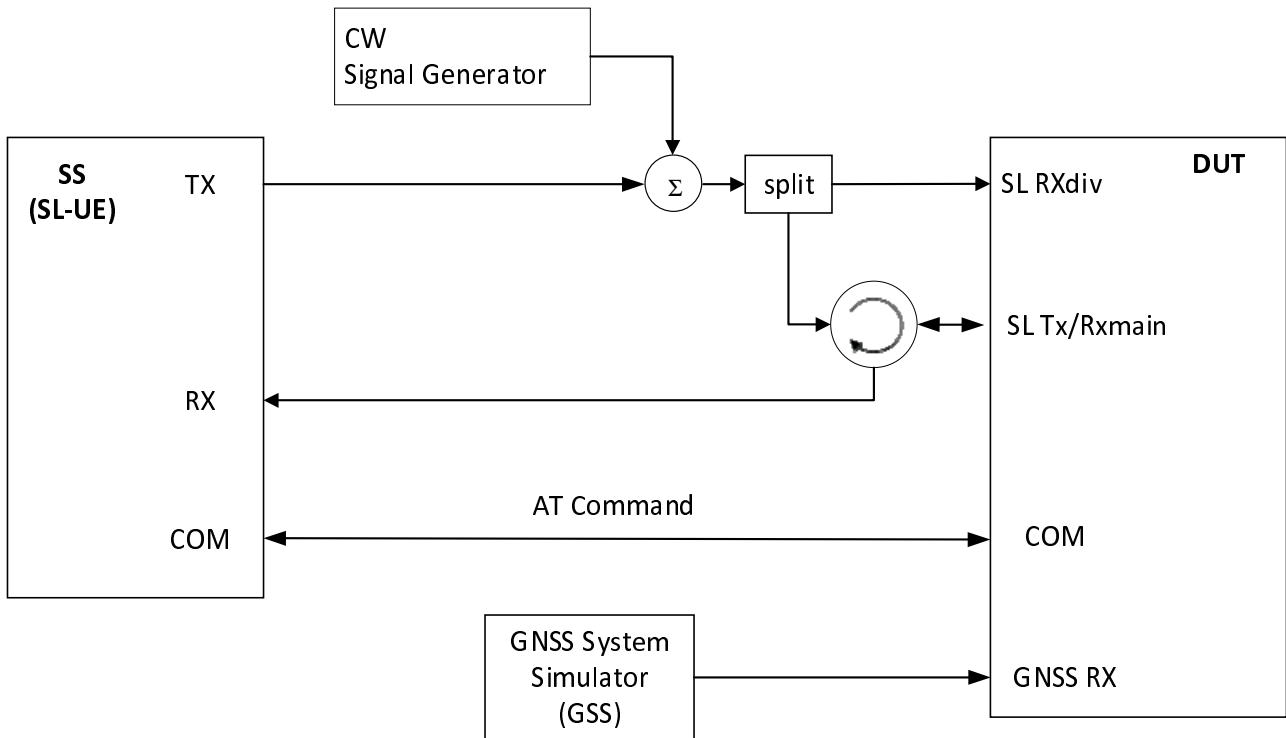 CW
Signal Generator
SS
(SL-UE)
TX
Σ
split
SL RXdiv
DUT
SL Tx/Rxmain
RX
AT Command
COM
COM
GNSS System
Simulator
(GSS)
GNSS RX